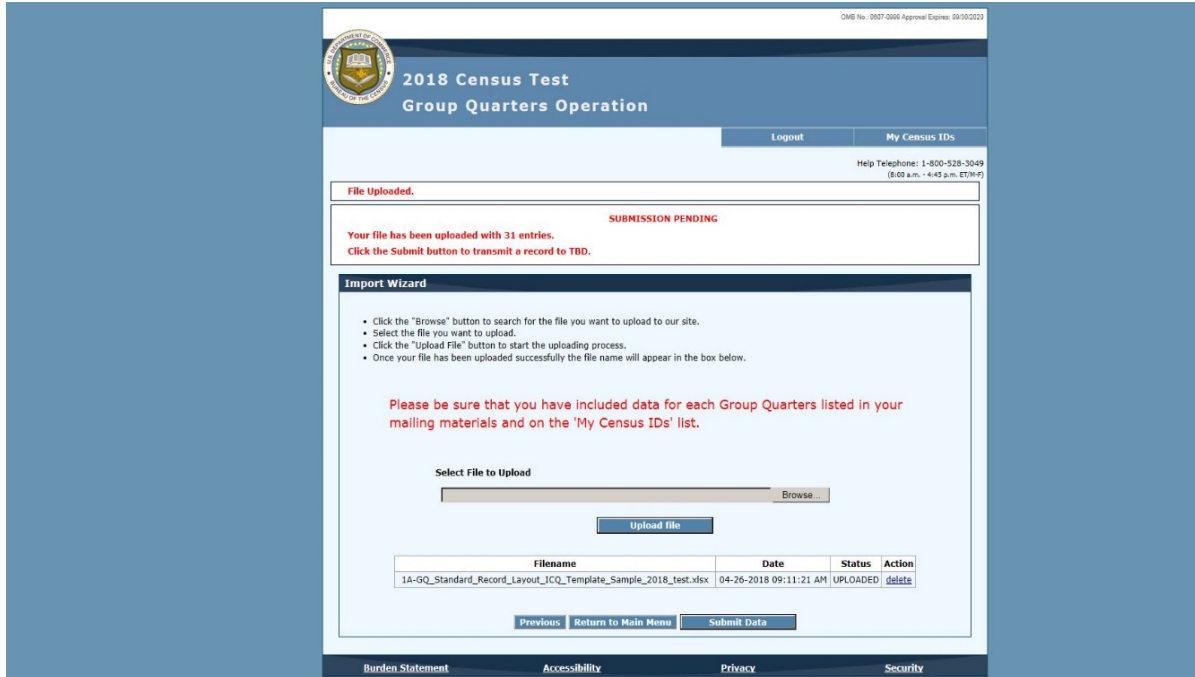 OMB No.: 0607-0999 Approval Expires: 09/30/2020
U.S. DEPARTMENT OF COMMERCE
BUREAU OF THE CENSUS
2018 Census Test
Group Quarters Operation
Logout My Census IDs
Help Telephone: 1-800-528-3049
(8:00 a.m. - 4:45 p.m. ET/M-F)
File Uploaded.
SUBMISSION PENDING
Your file has been uploaded with 31 entries.
Click the Submit button to transmit a record to TBD.
Import Wizard
• Click the "Browse" button to search for the file you want to upload to our site.
• Select the file you want to upload.
• Click the "Upload File" button to start the uploading process.
• Once your file has been uploaded successfully the file name will appear in the box below.
Please be sure that you have included data for each Group Quarters listed in your
mailing materials and on the 'My Census IDs' list.
Select File to Upload
Browse...
Upload file
Filename Date Status Action
1A-GQ_Standard_Record_Layout_ICQ_Template_Sample_2018_test.xlsx 04-26-2018 09:11:21 AM UPLOADED delete
Previous Return to Main Menu Submit Data
Burden Statement Accessibility Privacy Security